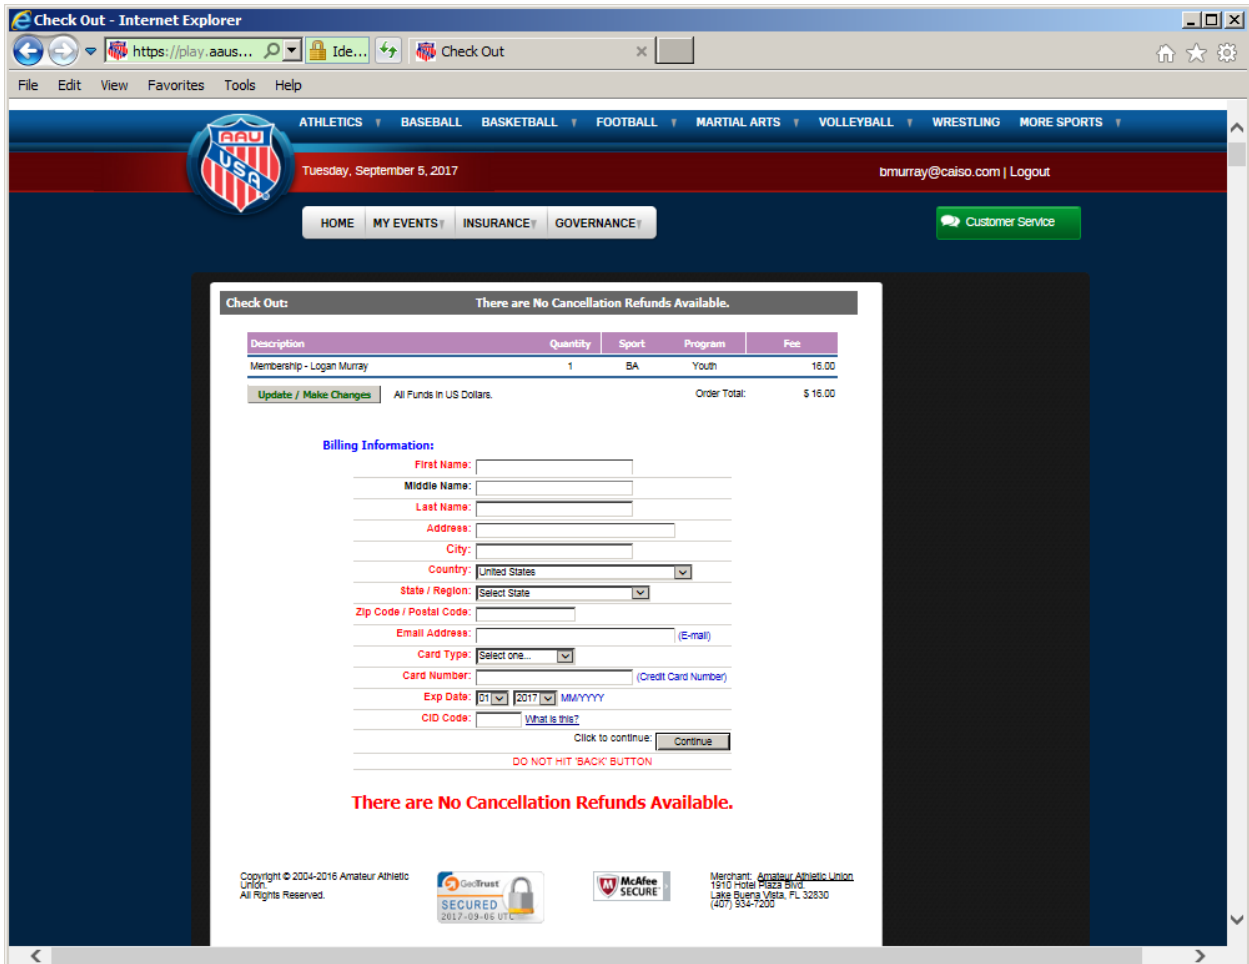 Check Out - Internet Explorer
https://play.aaus... Ide... Check Out
File Edit View Favorites Tools Help
ATHLETICS BASEBALL BASKETBALL FOOTBALL MARTIAL ARTS VOLLEYBALL WRESTLING MORE SPORTS
AAU
USA
Tuesday, September 5, 2017 bmurray@caiso.com | Logout
HOME MY EVENTS INSURANCE GOVERNANCE Customer Service
Check Out: There are No Cancellation Refunds Available.
Description Quantity Sport Program Fee
Membership - Logan Murray 1 BA Youth 16.00
Update / Make Changes All Funds in US Dollars. Order Total: $ 16.00
Billing Information:
First Name:
Middle Name:
Last Name:
Address:
City:
Country: United States
State / Region: Select State
Zip Code / Postal Code:
Email Address: (E-mail)
Card Type: Select one...
Card Number: (Credit Card Number)
Exp Date: 01 2017 MM/YYYY
CID Code: What is this?
Click to continue: Continue
DO NOT HIT 'BACK' BUTTON
There are No Cancellation Refunds Available.
Copyright © 2004-2016 Amateur Athletic
Union.
All Rights Reserved.
GeoTrust
SECURED
2017-09-06 UTC
McAfee
SECURE
Merchant: Amateur Athletic Union
1910 Hotel Plaza Blvd.
Lake Buena Vista, FL 32830
(407) 934-7200